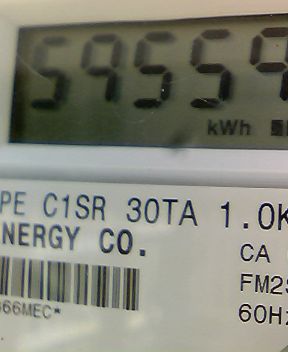 59559
kWh
PE C1SR 30TA 1.0K
NERGY CO.
CA
FM2S
66MEC*
60Hz